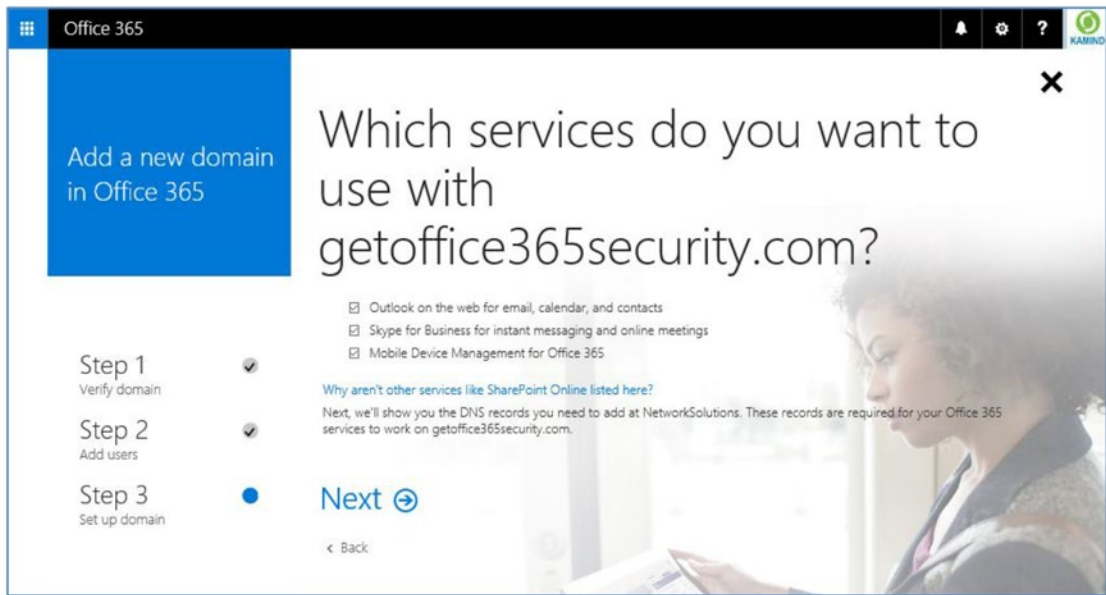 Office 365
?
KAMIND
Add a new domain
in Office 365
Which services do you want to
use with
getoffice365security.com?
Outlook on the web for email, calendar, and contacts
Skype for Business for instant messaging and online meetings
Mobile Device Management for Office 365
Why aren't other services like SharePoint Online listed here?
Next, we'll show you the DNS records you need to add at NetworkSolutions. These records are required for your Office 365
services to work on getoffice365security.com.
Step 1
Verify domain
Step 2
Add users
Step 3
Set up domain
Next
< Back